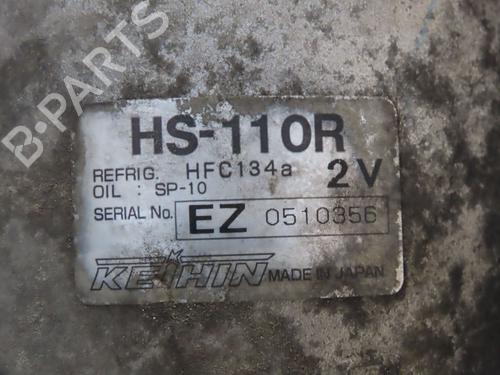 B-PARTS
HS-110R
REFRIG. HFC134a 2V
OIL : SP-10
SERIAL No. EZ 0510356
KEIHIN MADE IN JAPAN